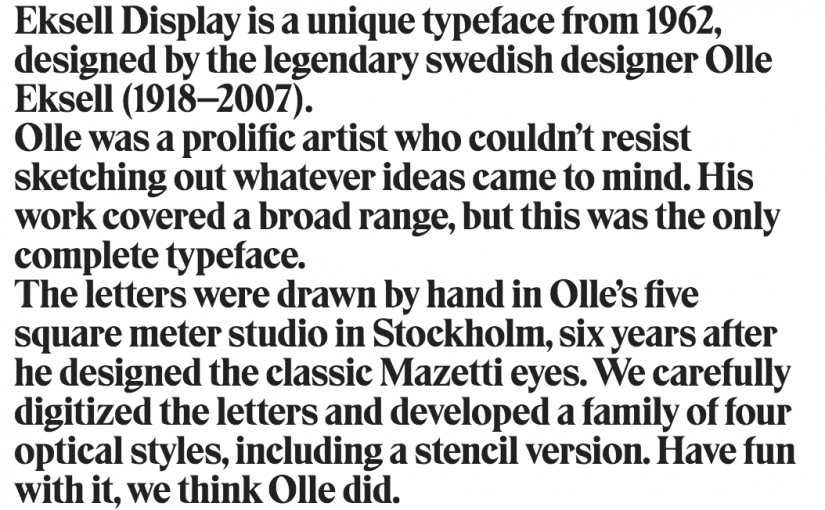 Eksell Display is a unique typeface from 1962,
designed by the legendary swedish designer Olle
Eksell (1918–2007).
Olle was a prolific artist who couldn’t resist
sketching out whatever ideas came to mind. His
work covered a broad range, but this was the only
complete typeface.
The letters were drawn by hand in Olle’s five
square meter studio in Stockholm, six years after
he designed the classic Mazetti eyes. We carefully
digitized the letters and developed a family of four
optical styles, including a stencil version. Have fun
with it, we think Olle did.